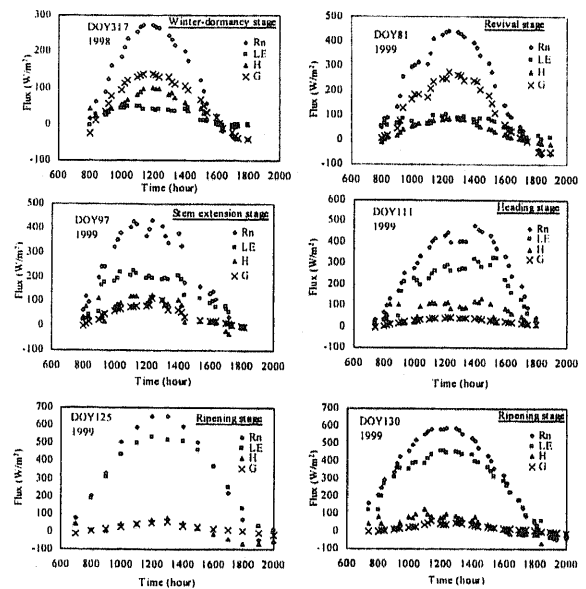 DOY317
1998
Winter-dormancy stage
Rn
LE
H
G
Flux (W/m²)
300
200
100
0
-100
600 800 1000 1200 1400 1600 1800 2000
Time (hour)
DOY81
1999
Revival stage
Rn
LE
H
G
Flux (W/m²)
500
400
300
200
100
0
-100
600 800 1000 1200 1400 1600 1800 2000
Time (hour)
DOY97
1999
Stem extension stage
Rn
LE
H
G
Flux (W/m²)
500
400
300
200
100
0
-100
600 800 1000 1200 1400 1600 1800 2000
Time (hour)
DOY111
1999
Heading stage
Rn
LE
H
G
Flux (W/m²)
600
500
400
300
200
100
0
-100
600 800 1000 1200 1400 1600 1800 2000
Time (hour)
DOY125
1999
Ripening stage
Rn
LE
H
G
Flux (W/m²)
700
600
500
400
300
200
100
0
-100
600 800 1000 1200 1400 1600 1800 2000
Time (hour)
DOY130
1999
Ripening stage
Rn
LE
H
G
Flux (W/m²)
700
600
500
400
300
200
100
0
-100
600 800 1000 1200 1400 1600 1800 2000
Time (hour)